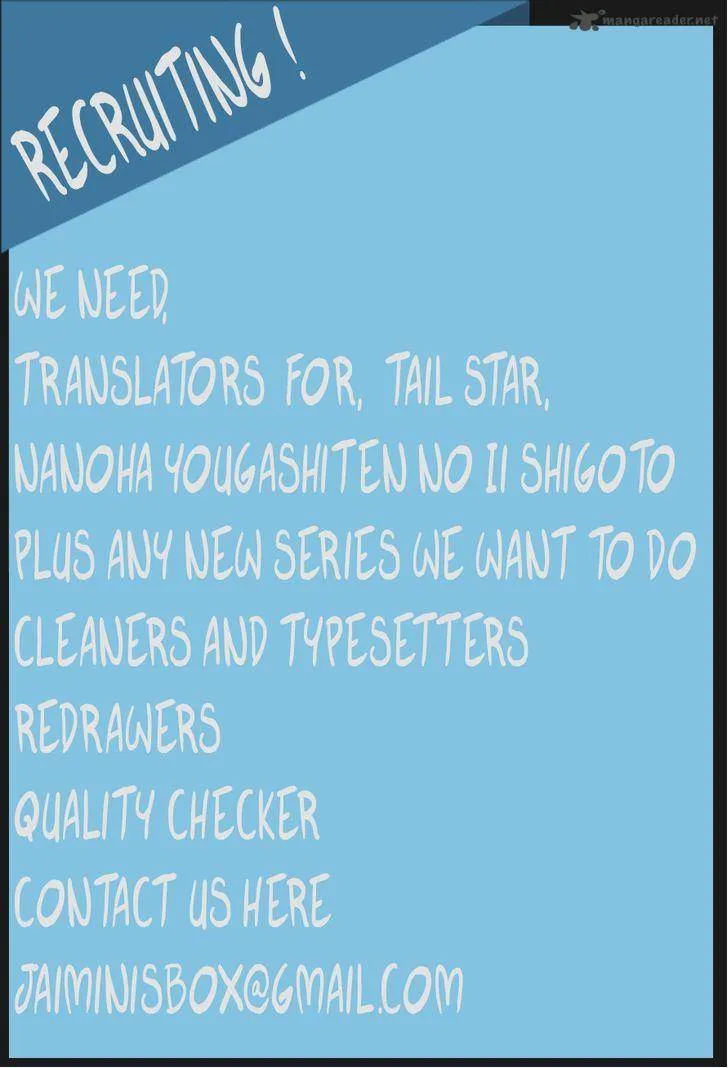 mangareader.net
RECRUITING!
WE NEED,
TRANSLATORS FOR, TAIL STAR,
NANOHA YOUGASHITEN NO II SHIGOTO
PLUS ANY NEW SERIES WE WANT TO DO
CLEANERS AND TYPESETTERS
REDRAWERS
QUALITY CHECKER
CONTACT US HERE
JAIMINISBOX@GMAIL.COM